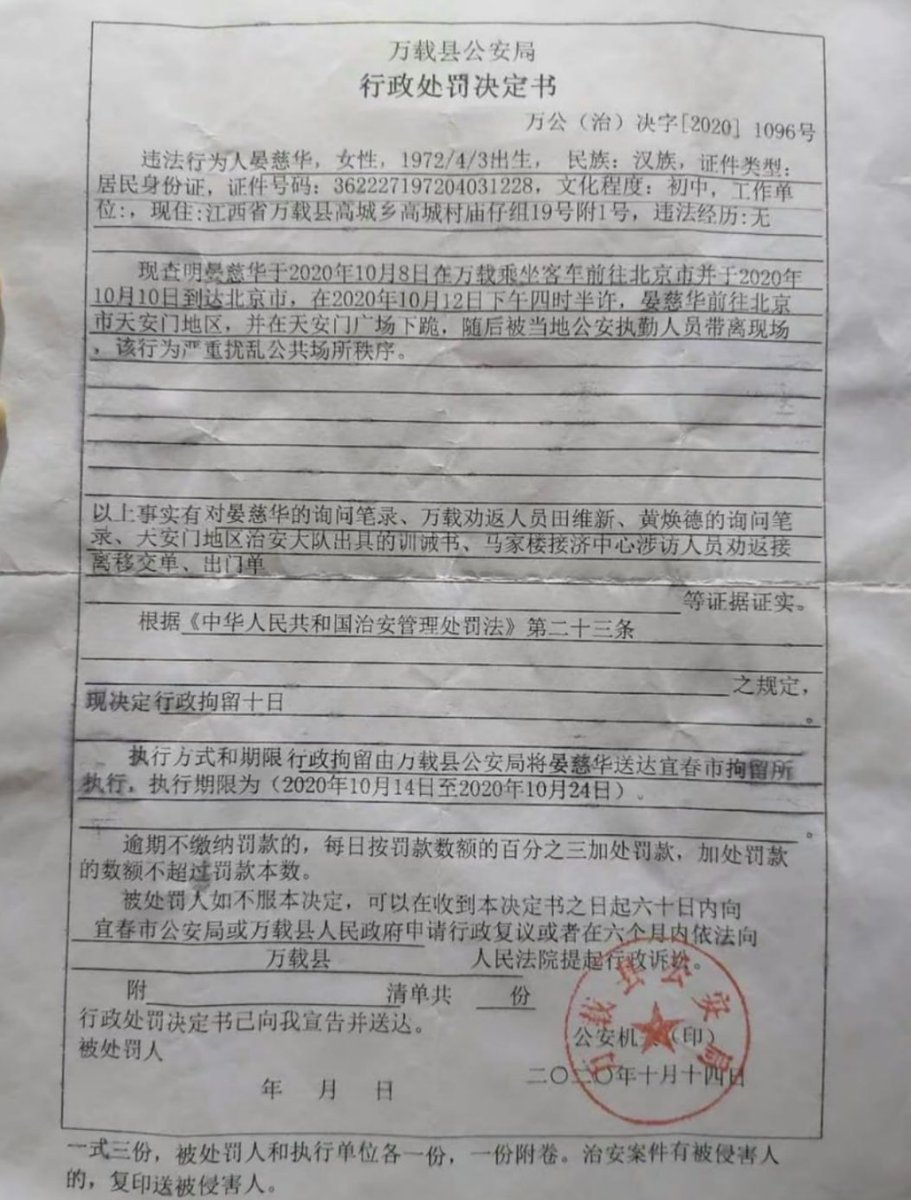 万载县公安局
行政处罚决定书
万公（治）决字[2020] 1096号
违法行为人晏慈华，女性，1972/4/3出生， 民族：汉族，证件类型：
居民身份证，证件号码：362227197204031228，文化程度：初中，工作单
位:，现住:江西省万载县高城乡高城村庙仔组19号附1号，违法经历:无
现查明晏慈华于2020年10月8日在万载乘坐客车前往北京市并于2020年
10月10日到达北京市，在2020年10月12日下午四时半许，晏慈华前往北京
市天安门地区，并在天安门广场下跪，随后被当地公安执勤人员带离现场
，该行为严重扰乱公共场所秩序。
以上事实有对晏慈华的询问笔录、万载劝返人员田维新、黄焕德的询问笔
录、天安门地区治安大队出具的训诫书、马家楼接济中心涉访人员劝返接
离移交单、出门单
等证据证实。
根据《中华人民共和国治安管理处罚法》第二十三条
之规定，
现决定行政拘留十日
。
执行方式和期限行政拘留由万载县公安局将晏慈华送达宜春市拘留所
执行，执行期限为（2020年10月14日至2020年10月24日）。
。
逾期不缴纳罚款的，每日按罚款数额的百分之三加处罚款，加处罚款
的数额不超过罚款本数。
被处罚人如不服本决定，可以在收到本决定书之日起六十日内向
宜春市公安局或万载县人民政府申请行政复议或者在六个月内依法向
万载县 人民法院提起行政诉讼。
附 清单共 份
行政处罚决定书已向我宣告并送达。
公安机关（印）
被处罚人
二〇二〇年十月十四日
年 月 日
万载县公安局
一式三份，被处罚人和执行单位各一份，一份附卷。治安案件有被侵害人
的，复印送被侵害人。